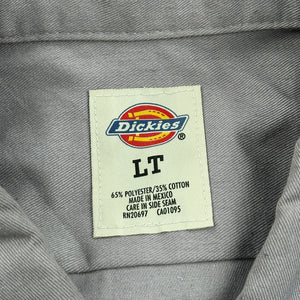 Dickies®
LT
65% POLYESTER/35% COTTON
MADE IN MEXICO
CARE IN SIDE SEAM
RN20697 CA01095